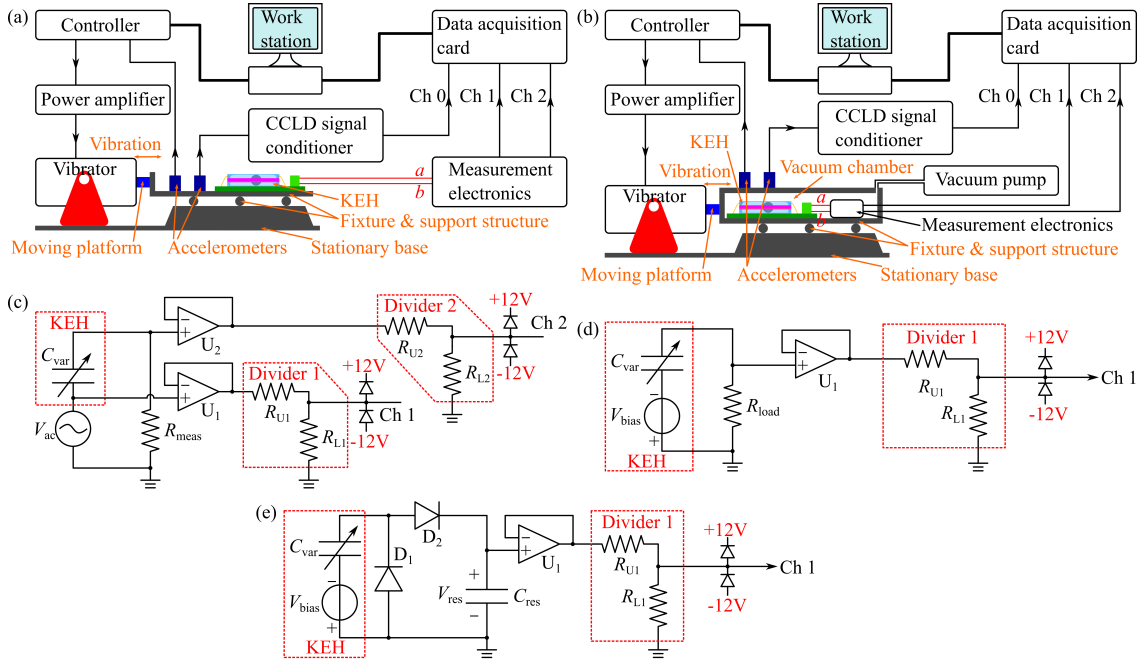 (a)
Controller
Work
station
Data acquisition
card
Power amplifier
Ch 0
Ch 1
Ch 2
CCLD signal
conditioner
Vibration
Vibrator
a
b
Measurement
electronics
KEH
Fixture & support structure
Moving platform
Accelerometers
Stationary base
(b)
Controller
Work
station
Data acquisition
card
Power amplifier
Ch 0
Ch 1
Ch 2
CCLD signal
conditioner
KEH
Vibration
Vacuum chamber
Vacuum pump
Vibrator
a
b
Measurement electronics
Fixture & support structure
Moving platform
Accelerometers
Stationary base
(c)
KEH
Cvar
Vac
Rmeas
U2
U1
Divider 1
RU1
RL1
+12V
-12V
Ch 1
Divider 2
RU2
RL2
+12V
-12V
Ch 2
(d)
Cvar
Vbias
KEH
Rload
U1
Divider 1
RU1
RL1
+12V
-12V
Ch 1
(e)
Cvar
Vbias
KEH
D1
D2
+
Vres
−
Cres
U1
Divider 1
RU1
RL1
+12V
-12V
Ch 1